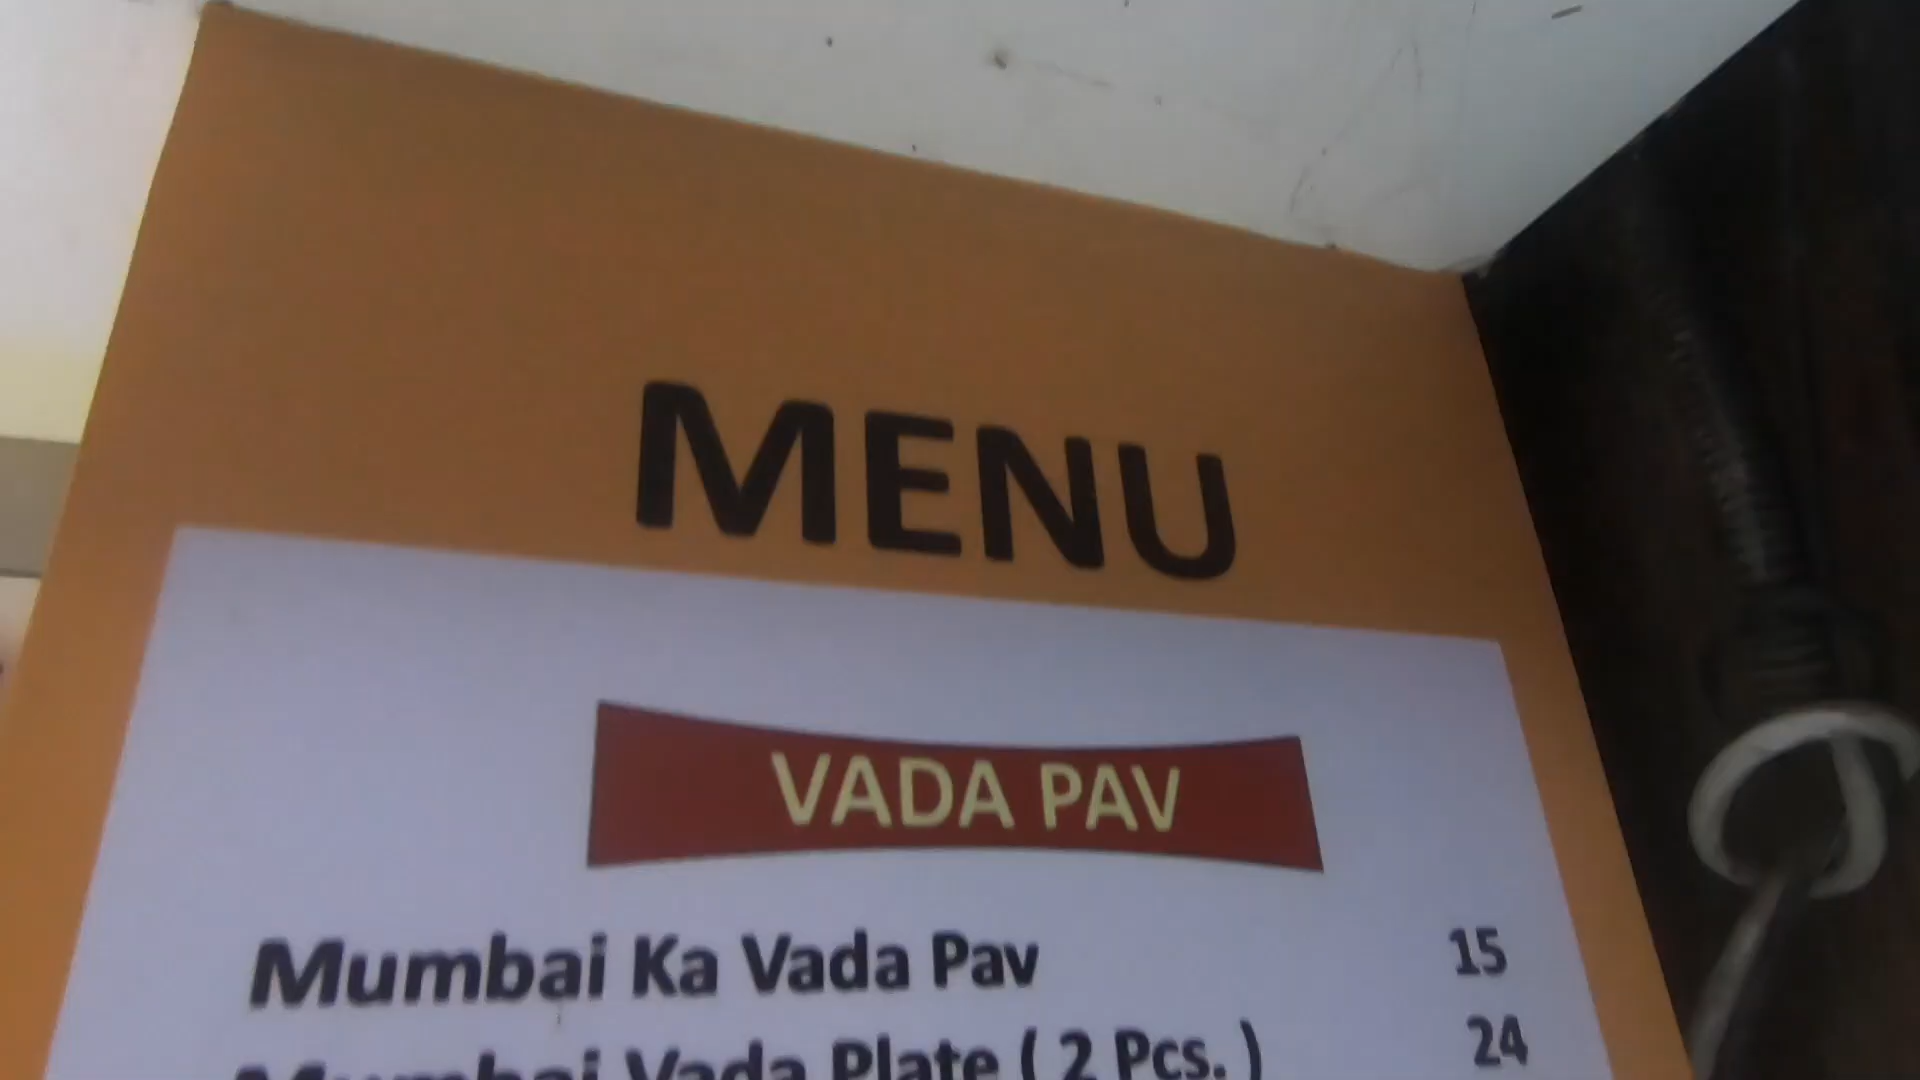 MENU
VADA PAV
Mumbai Ka Vada Pav 15
Mumbai Vada Plate ( 2 Pcs. ) 24